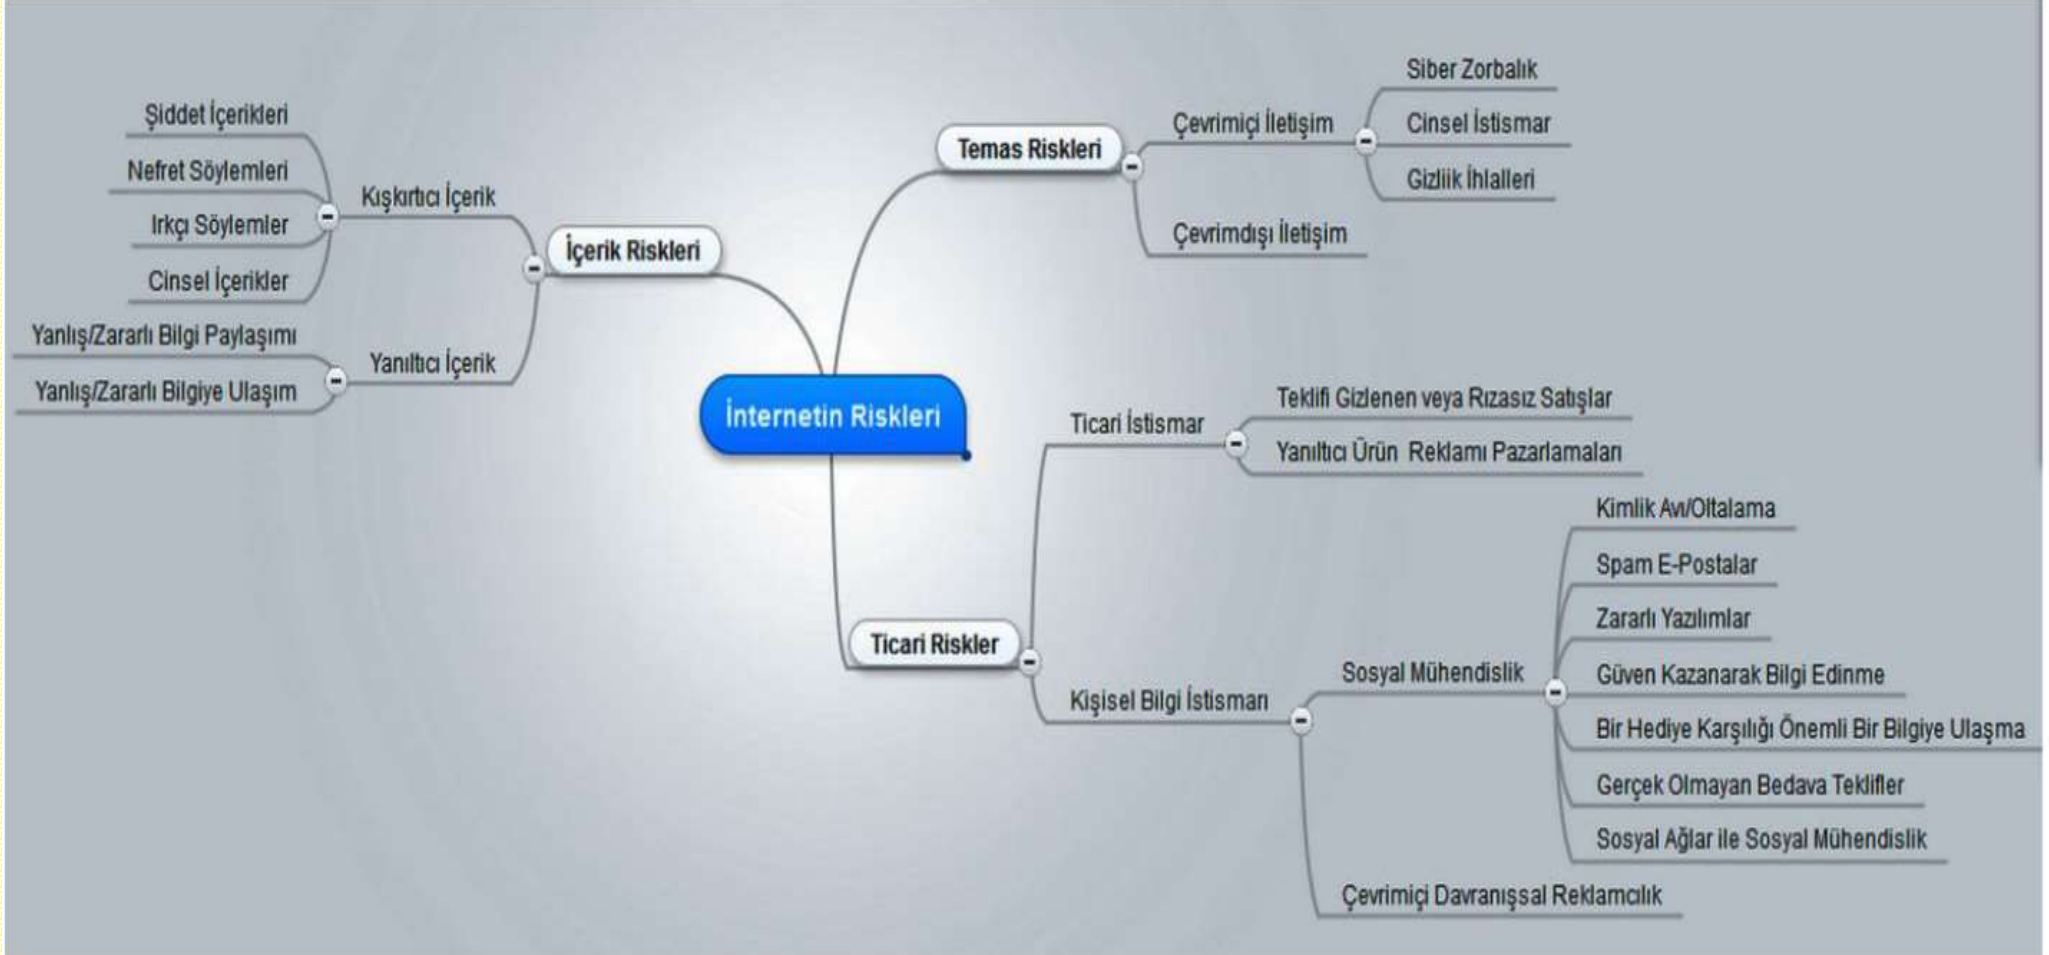 İnternetin Riskleri
İçerik Riskleri
Kışkırtıcı İçerik
Şiddet İçerikleri
Nefret Söylemleri
Irkçı Söylemler
Cinsel İçerikler
Yanıltıcı İçerik
Yanlış/Zararlı Bilgi Paylaşımı
Yanlış/Zararlı Bilgiye Ulaşım
Temas Riskleri
Çevrimiçi İletişim
Siber Zorbalık
Cinsel İstismar
Gizliik İhlalleri
Çevrimdışı İletişim
Ticari Riskler
Ticari İstismar
Teklifi Gizlenen veya Rızasız Satışlar
Yanıltıcı Ürün Reklamı Pazarlamaları
Kişisel Bilgi İstismarı
Sosyal Mühendislik
Kimlik Avı/Oltalama
Spam E-Postalar
Zararlı Yazılımlar
Güven Kazanarak Bilgi Edinme
Bir Hediye Karşılığı Önemli Bir Bilgiye Ulaşma
Gerçek Olmayan Bedava Teklifler
Sosyal Ağlar ile Sosyal Mühendislik
Çevrimiçi Davranışsal Reklamcılık